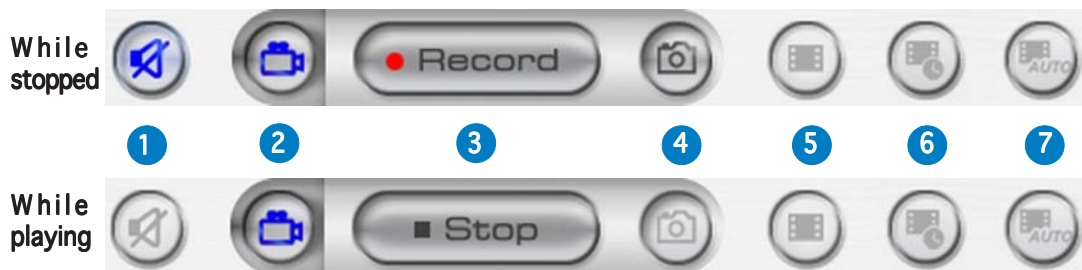 While
stopped
Record
AUTO
1 2 3 4 5 6 7
While
playing
Stop
AUTO